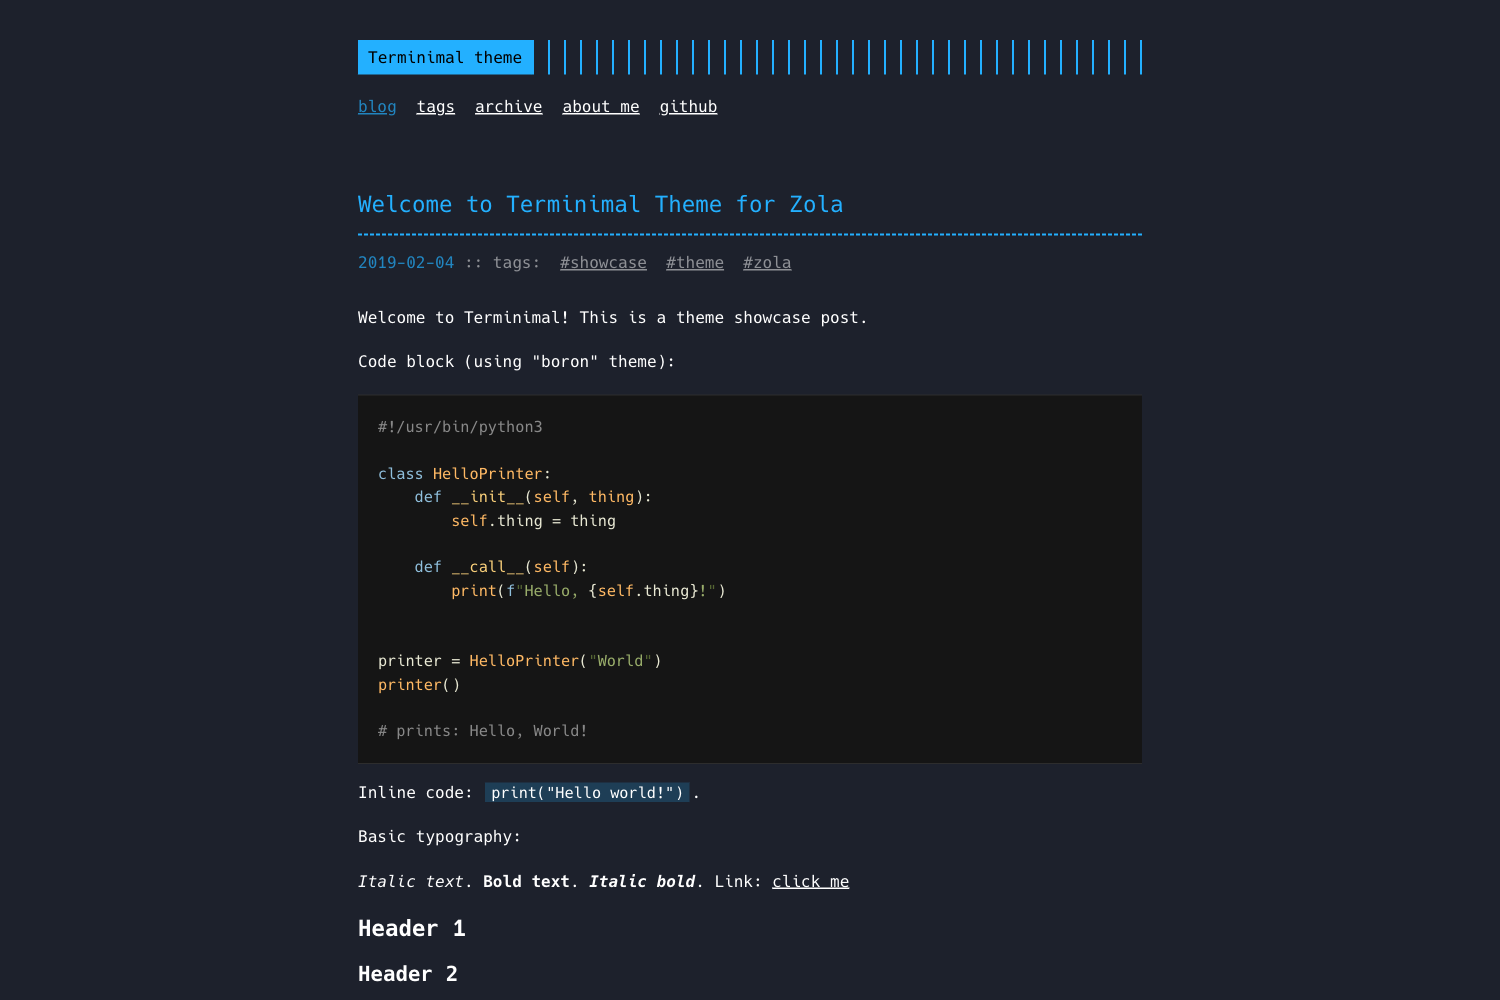 Terminimal theme
blog tags archive about me github
Welcome to Terminimal Theme for Zola
2019-02-04 :: tags: #showcase #theme #zola
Welcome to Terminimal! This is a theme showcase post.
Code block (using "boron" theme):
#!/usr/bin/python3
class HelloPrinter:
    def __init__(self, thing):
        self.thing = thing
    def __call__(self):
        print(f"Hello, {self.thing}!")
printer = HelloPrinter("World")
printer()
# prints: Hello, World!
Inline code: print("Hello world!").
Basic typography:
Italic text. Bold text. Italic bold. Link: click me
Header 1
Header 2